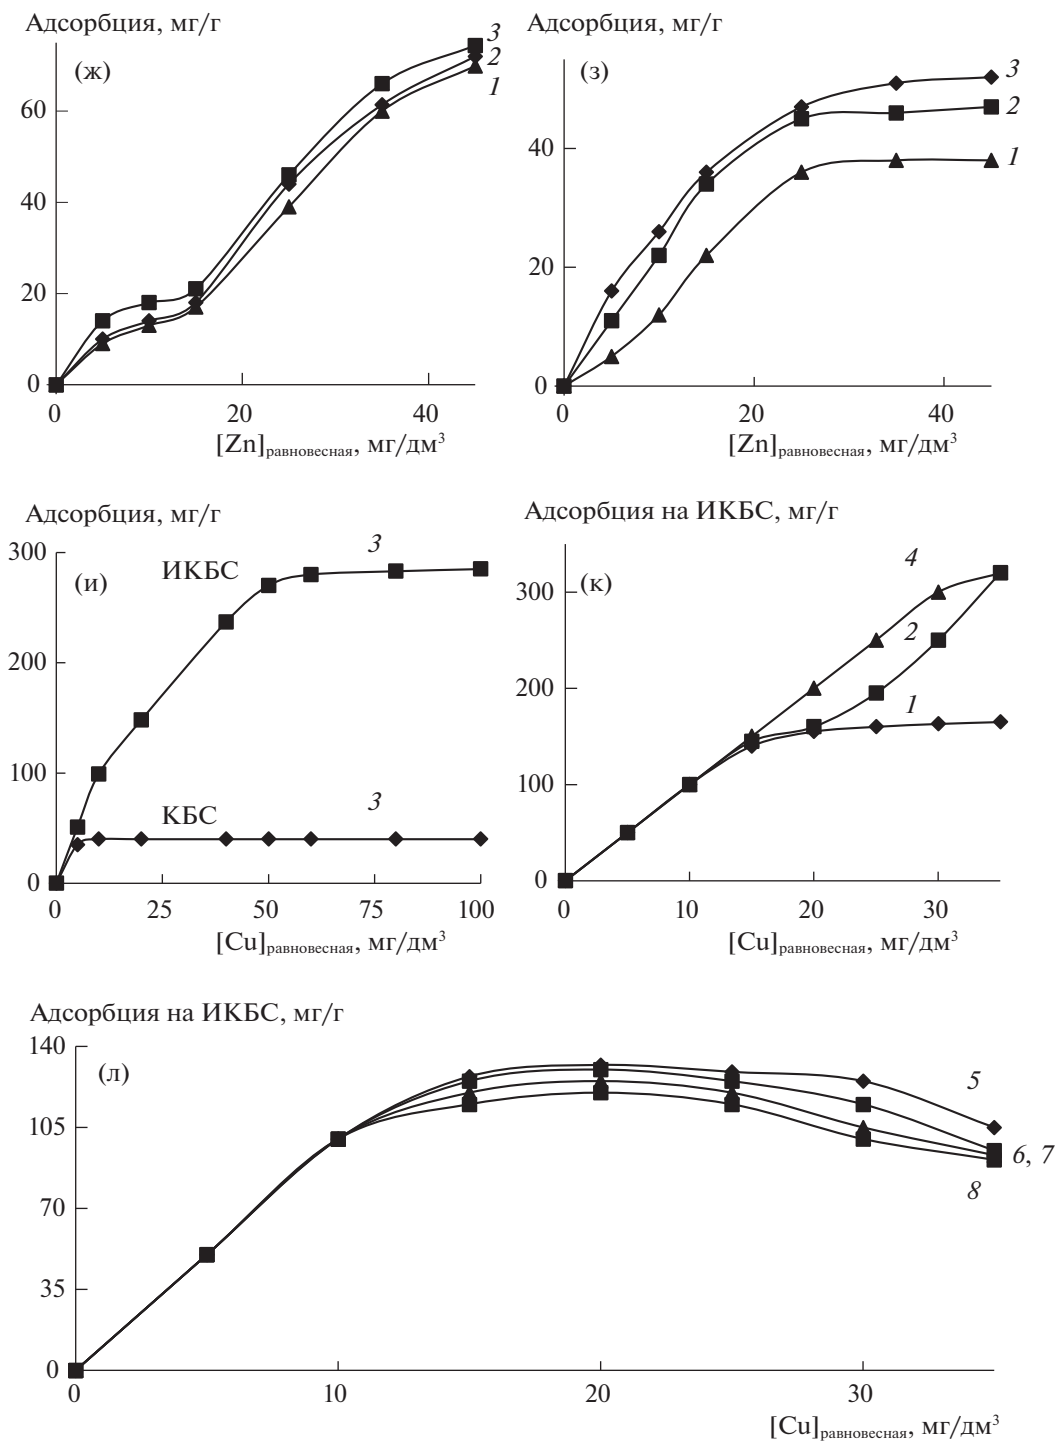 Адсорбция, мг/г
(ж)
3
2
1
60
40
20
0
0 20 40
[Zn]равновесная, мг/дм³
Адсорбция, мг/г
(з)
3
2
1
40
20
0
0 20 40
[Zn]равновесная, мг/дм³
Адсорбция, мг/г
300
(и)
ИКБС
3
200
100
КБС
3
0
0 25 50 75 100
[Cu]равновесная, мг/дм³
Адсорбция на ИКБС, мг/г
(к)
4
300
2
200
1
100
0
0 10 20 30
[Cu]равновесная, мг/дм³
Адсорбция на ИКБС, мг/г
140
(л)
5
105
6, 7
8
70
35
0
0 10 20 30
[Cu]равновесная, мг/дм³